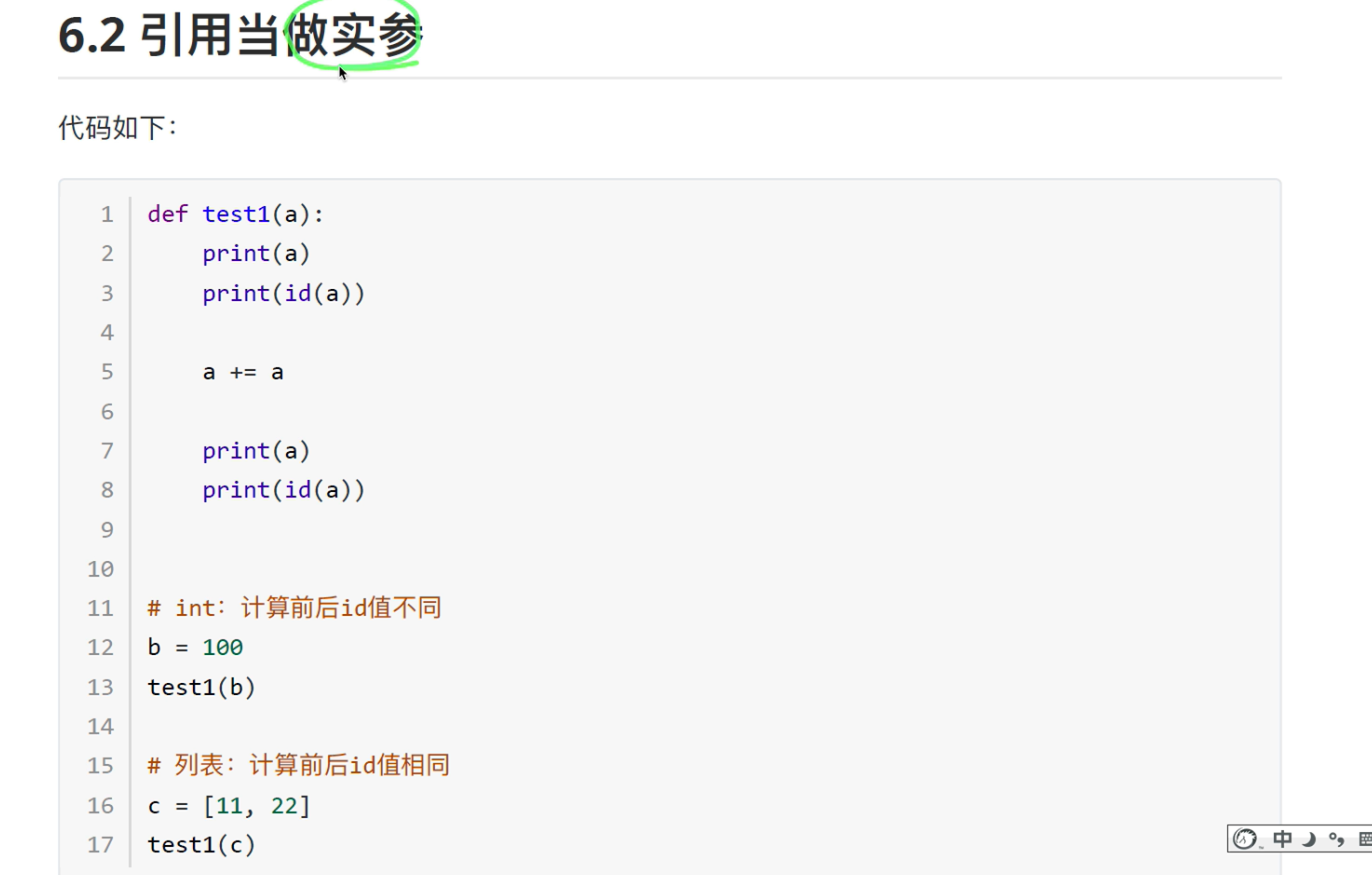 6.2 引用当做实参
代码如下：
1 def test1(a):
2     print(a)
3     print(id(a))
4
5     a += a
6
7     print(a)
8     print(id(a))
9
10
11 # int：计算前后id值不同
12 b = 100
13 test1(b)
14
15 # 列表：计算前后id值相同
16 c = [11, 22]
17 test1(c)
中